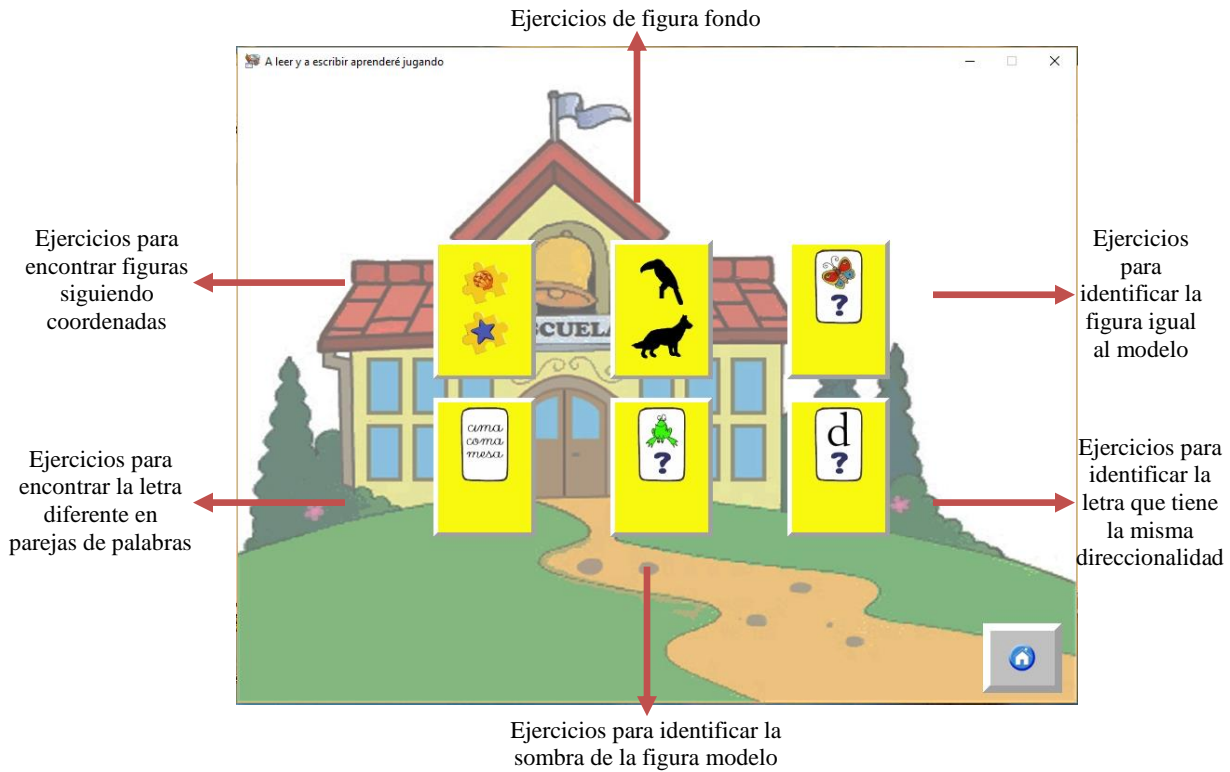 Ejercicios de figura fondo
A leer y a escribir aprenderé jugando
Ejercicios para
encontrar figuras
siguiendo
coordenadas
Ejercicios
para
identificar la
figura igual
al modelo
SCUELA
?
cima
coma
mesa
?
d
?
Ejercicios para
encontrar la letra
diferente en
parejas de palabras
Ejercicios para
identificar la
letra que tiene
la misma
direccionalidad
Ejercicios para identificar la
sombra de la figura modelo